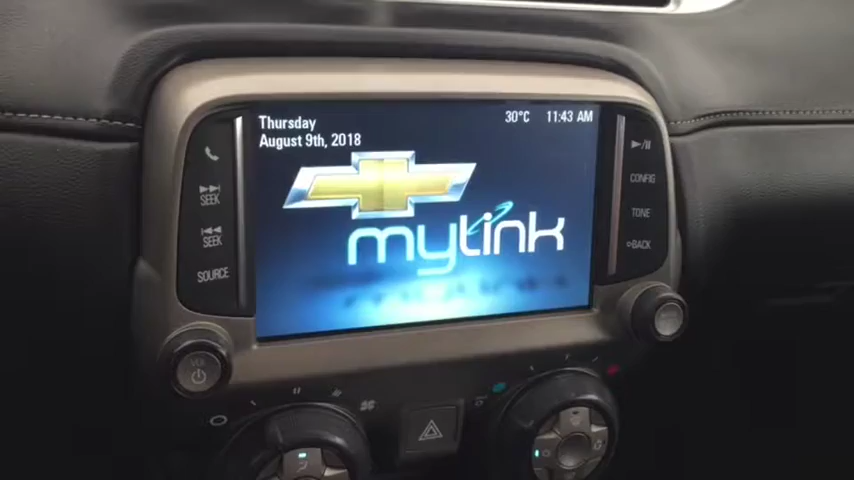 Thursday
August 9th, 2018
30°C 11:43 AM
mylink
SEEK
SEEK
SOURCE
VOL
CONFIG
TONE
BACK